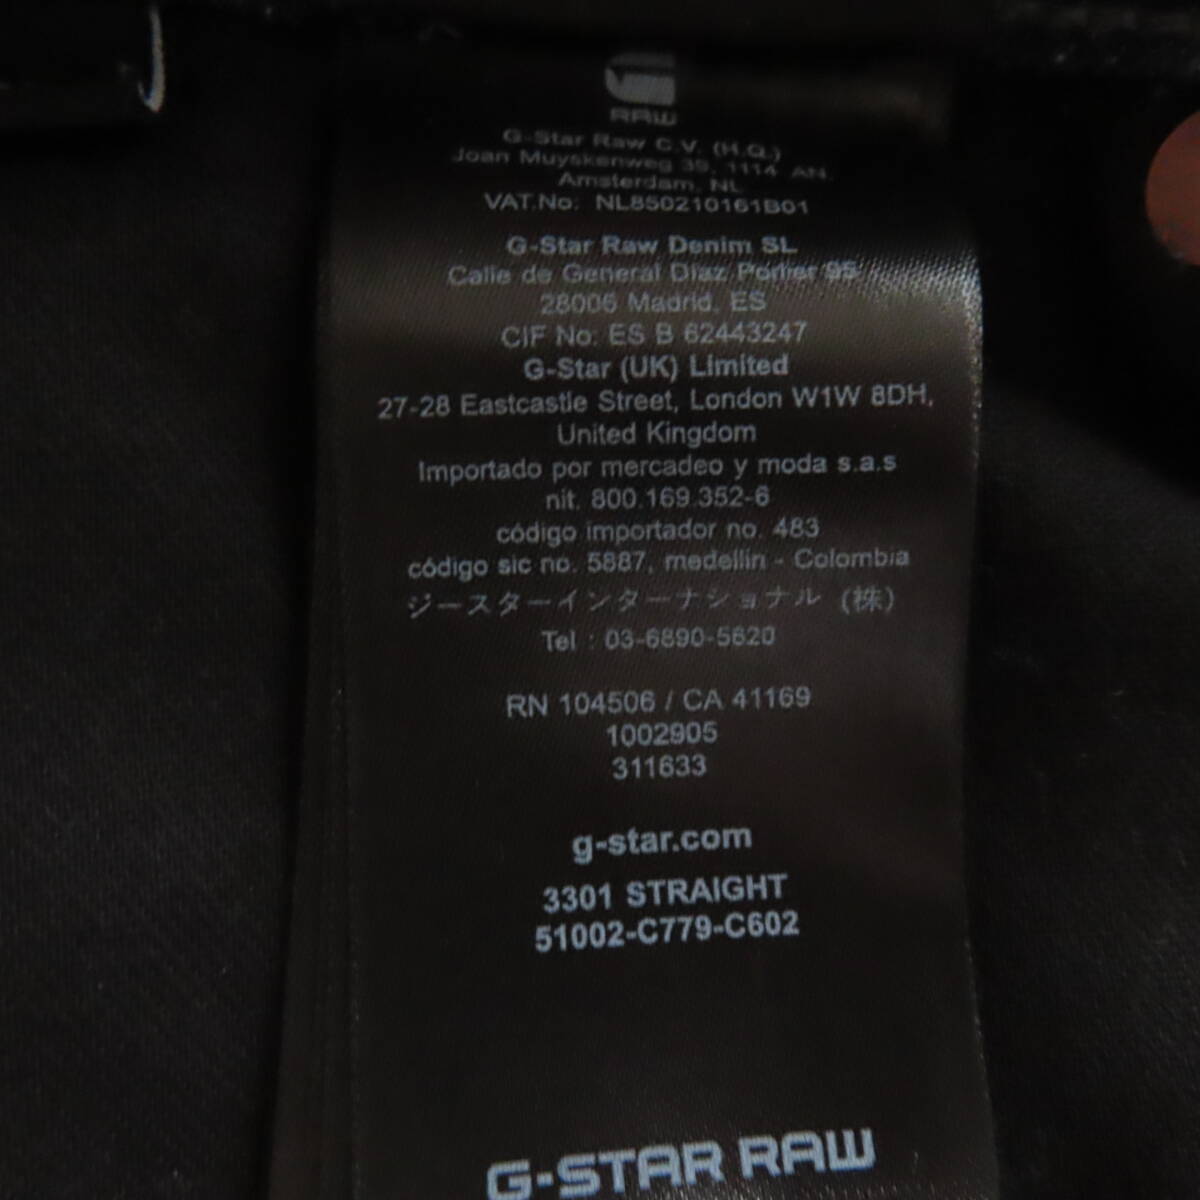 RAW
G-Star Raw C.V. (H.Q.)
Joan Muyskenweg 39, 1114 AN.
Amsterdam, NL
VAT.No: NL850210161B01
G-Star Raw Denim SL
Calle de General Díaz Porlier 95
28006 Madrid, ES
CIF No: ES B 62443247
G-Star (UK) Limited
27-28 Eastcastle Street, London W1W 8DH,
United Kingdom
Importado por mercadeo y moda s.a.s
nit. 800.169.352-6
código importador no. 483
código sic no. 5887, medellín - Colombia
ジースターインターナショナル (株)
Tel : 03-6890-5620
RN 104506 / CA 41169
1002905
311633
g-star.com
3301 STRAIGHT
51002-C779-C602
G-STAR RAW